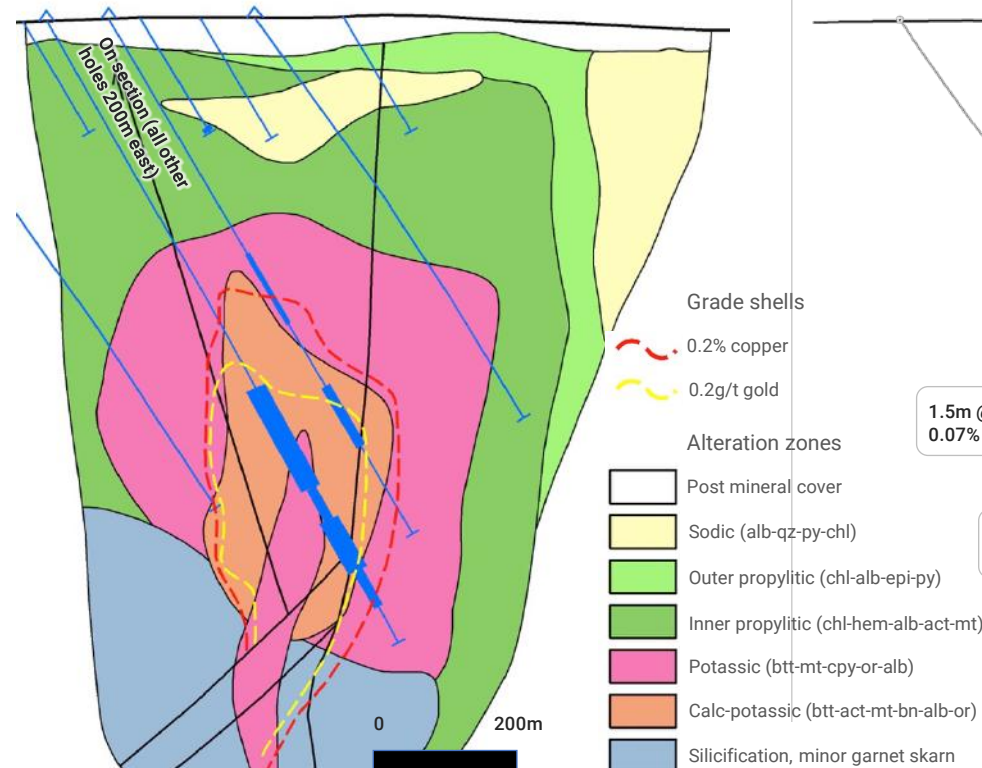 On section (all other
holes 200m east)
Grade shells
0.2% copper
0.2g/t gold
1.5m @
0.07%
Alteration zones
Post mineral cover
Sodic (alb-qz-py-chl)
Outer propylitic (chl-alb-epi-py)
Inner propylitic (chl-hem-alb-act-mt)
Potassic (btt-mt-cpy-or-alb)
Calc-potassic (btt-act-mt-bn-alb-or)
Silicification, minor garnet skarn
0 200m